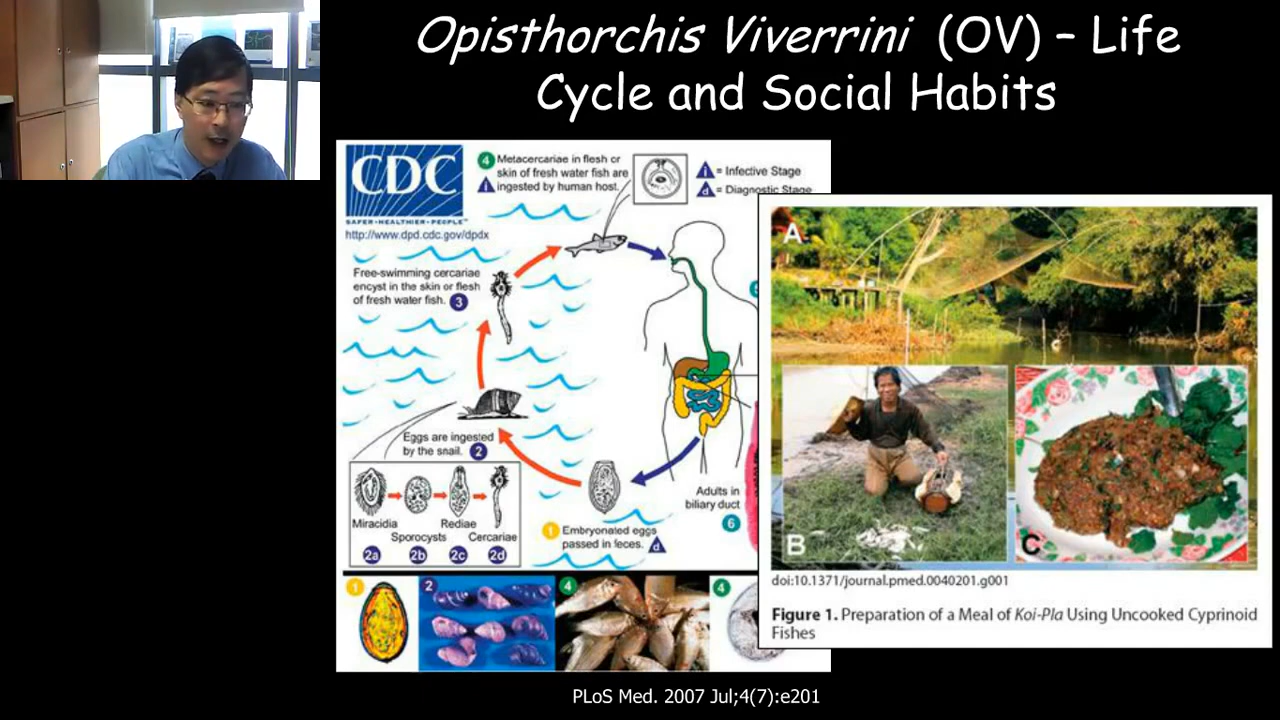 Opisthorchis Viverrini (OV) – Life
Cycle and Social Habits
CDC
SAFER•HEALTHIER•PEOPLE™
http://www.dpd.cdc.gov/dpdx
4 Metacercariae in flesh or
skin of fresh water fish are
ingested by human host.
i
i = Infective Stage
d = Diagnostic Stage
Free-swimming cercariae
encyst in the skin or flesh
of fresh water fish. 3
Eggs are ingested
by the snail. 2
Miracidia
Sporocysts
Rediae
Cercariae
2a
2b
2c
2d
Adults in
biliary duct
6
1 Embryonated eggs
passed in feces. d
1
2
4
4
A
B
C
doi:10.1371/journal.pmed.0040201.g001
Figure 1. Preparation of a Meal of Koi-Pla Using Uncooked Cyprinoid
Fishes
PLoS Med. 2007 Jul;4(7):e201